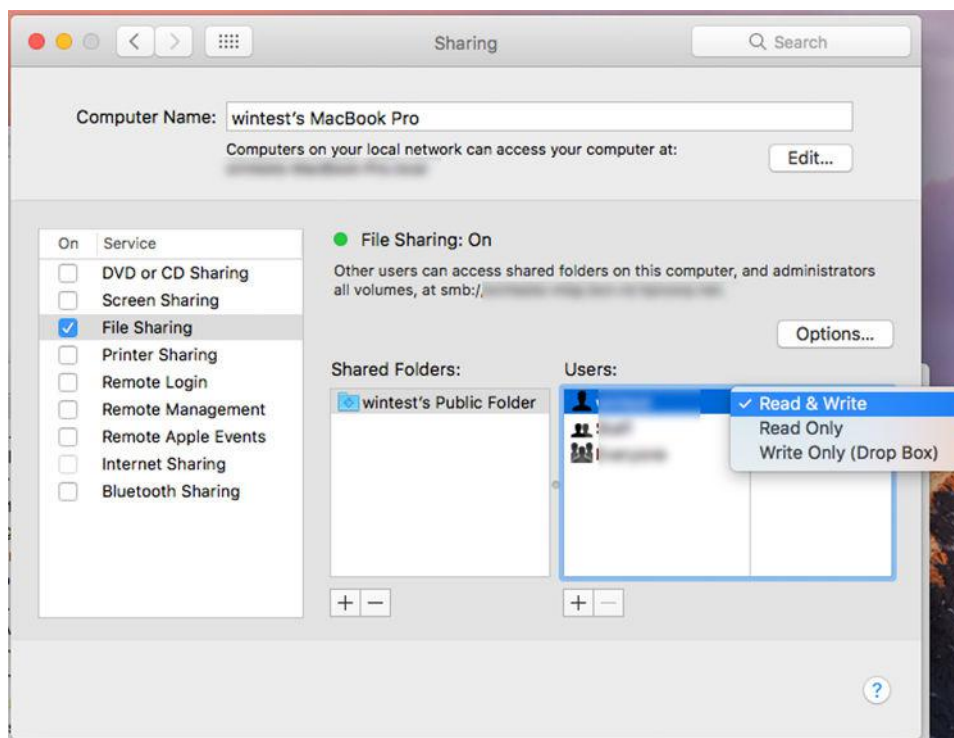 Sharing
Search
Computer Name:
wintest's MacBook Pro
Computers on your local network can access your computer at:
Edit...
On
Service
DVD or CD Sharing
Screen Sharing
File Sharing
Printer Sharing
Remote Login
Remote Management
Remote Apple Events
Internet Sharing
Bluetooth Sharing
File Sharing: On
Other users can access shared folders on this computer, and administrators
all volumes, at smb:/
Options...
Shared Folders:
wintest's Public Folder
Users:
Read & Write
Read Only
Write Only (Drop Box)
+
−
+
−
?